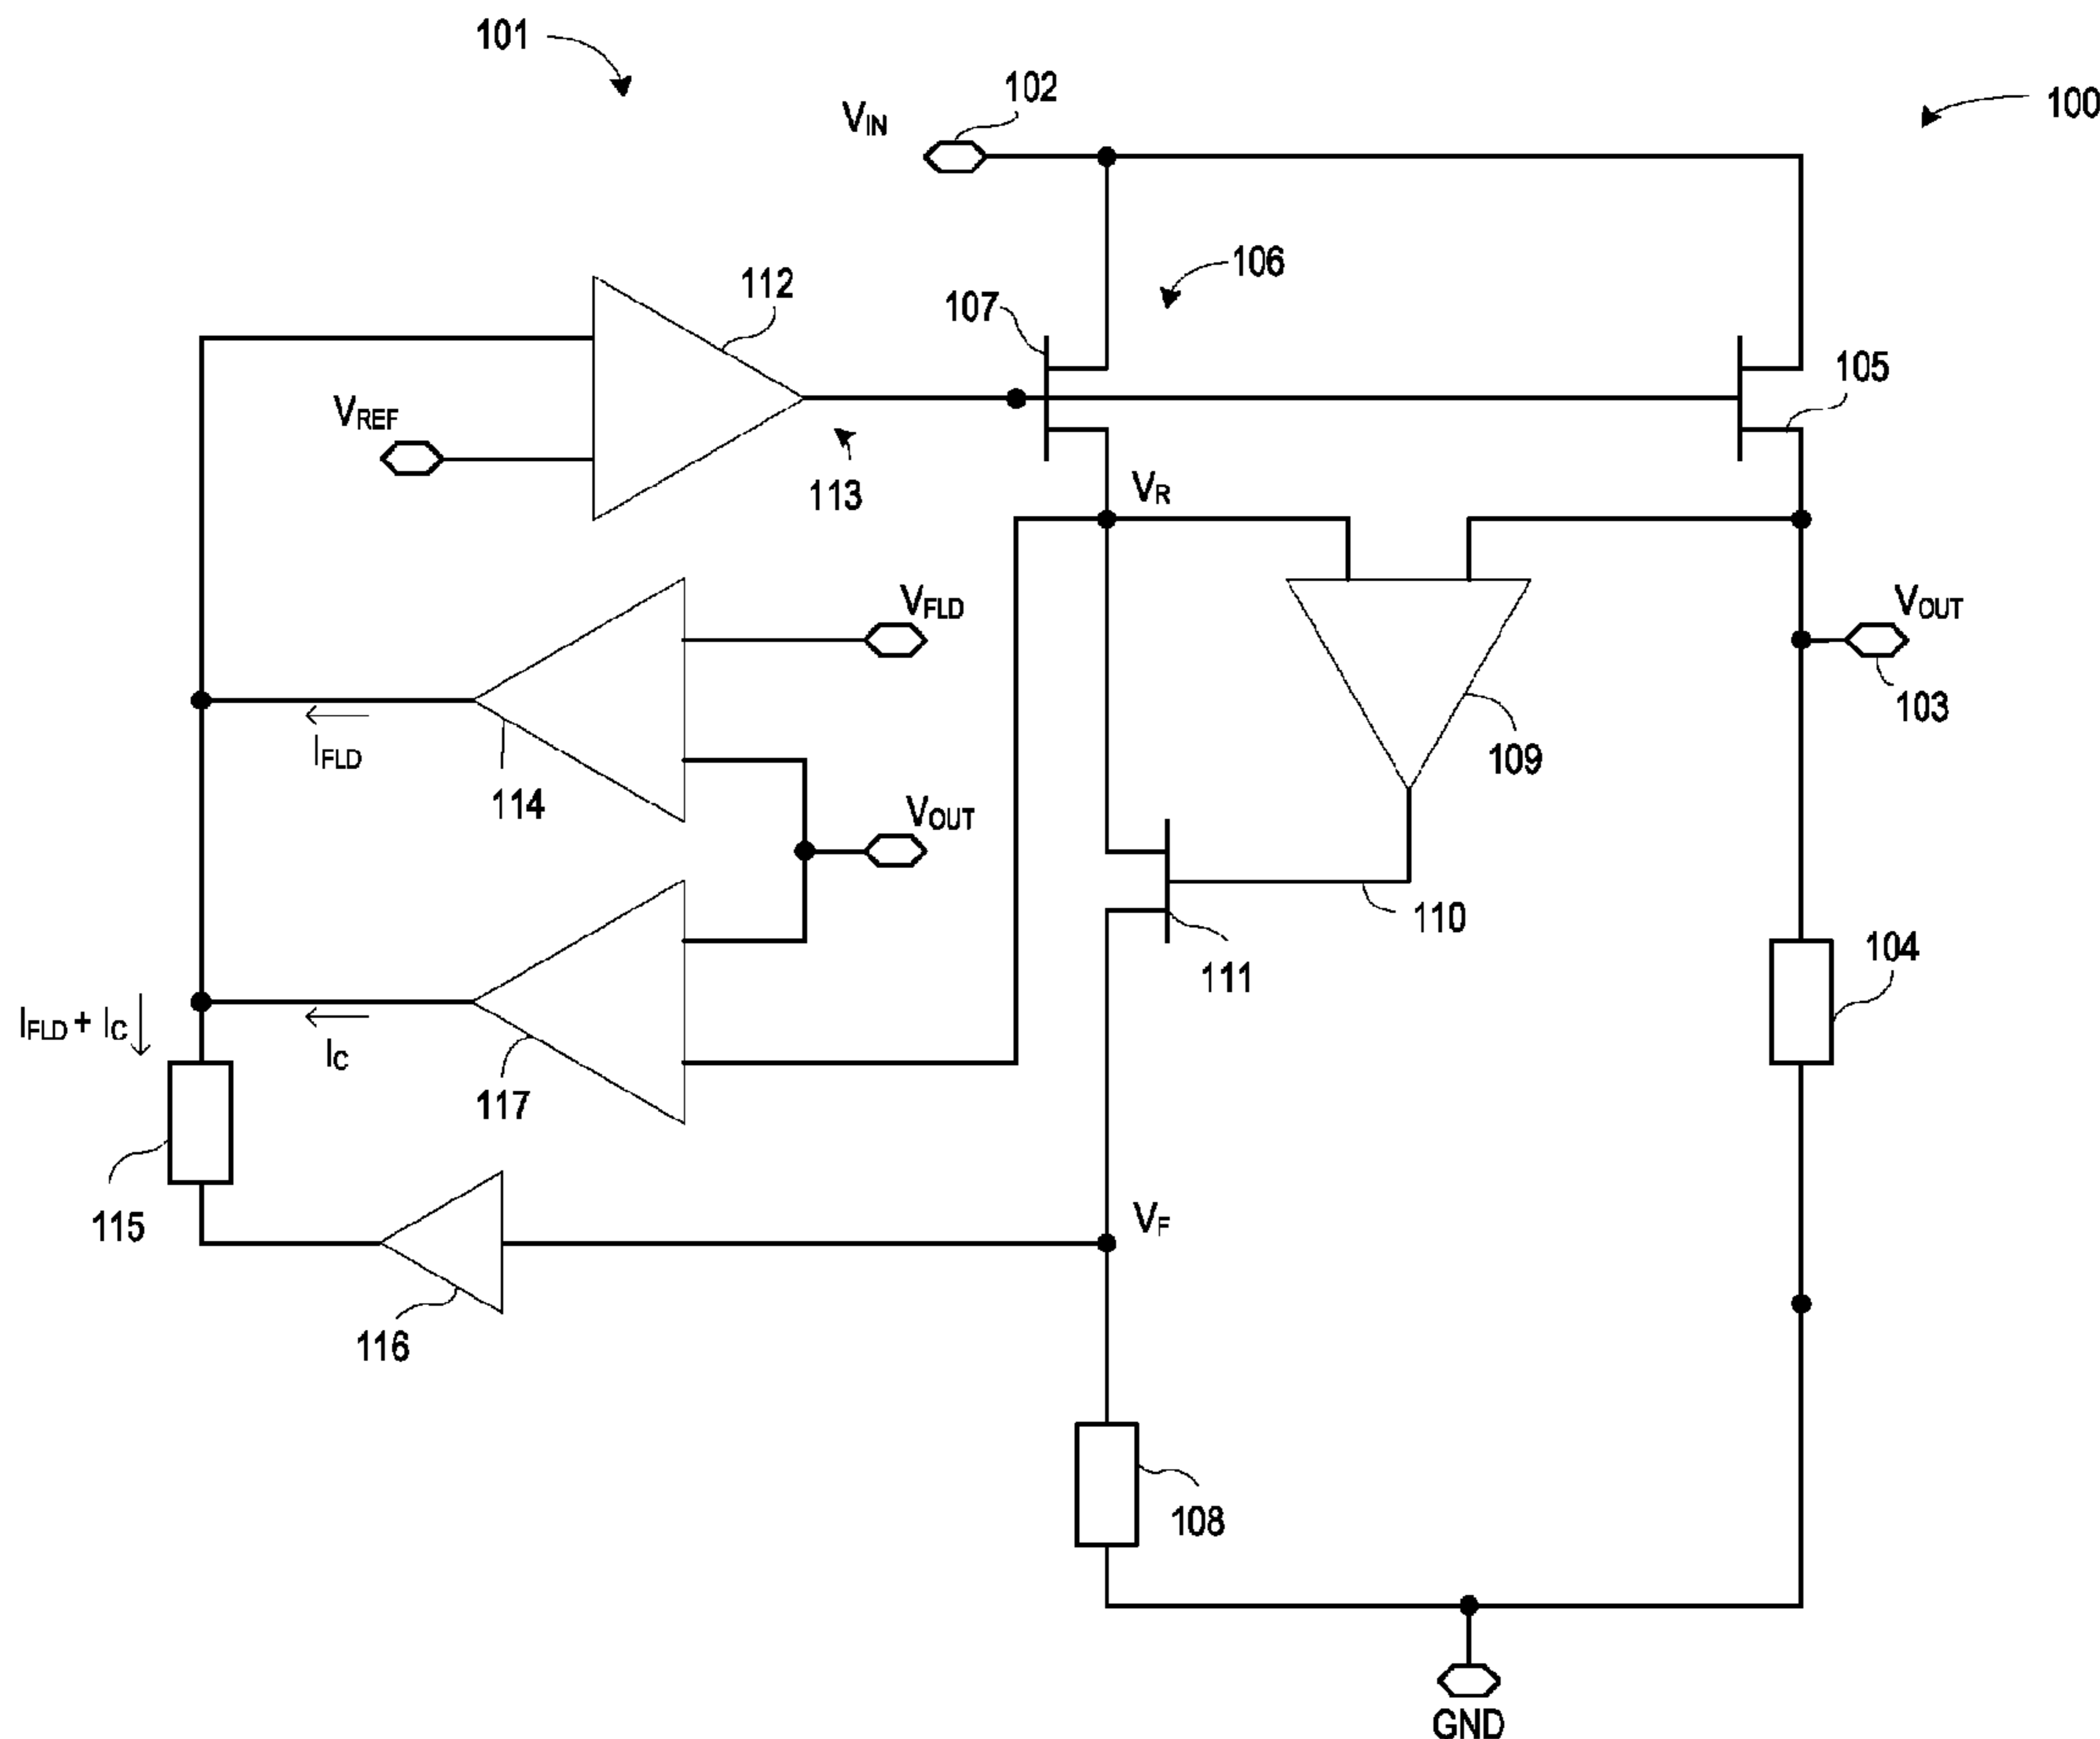 101
102
V_IN
100
106
112
107
105
V_REF
113
V_R
V_FLD
V_OUT
103
109
I_FLD
114
V_OUT
110
104
111
I_FLD + I_C
I_C
117
115
V_F
116
108
GND